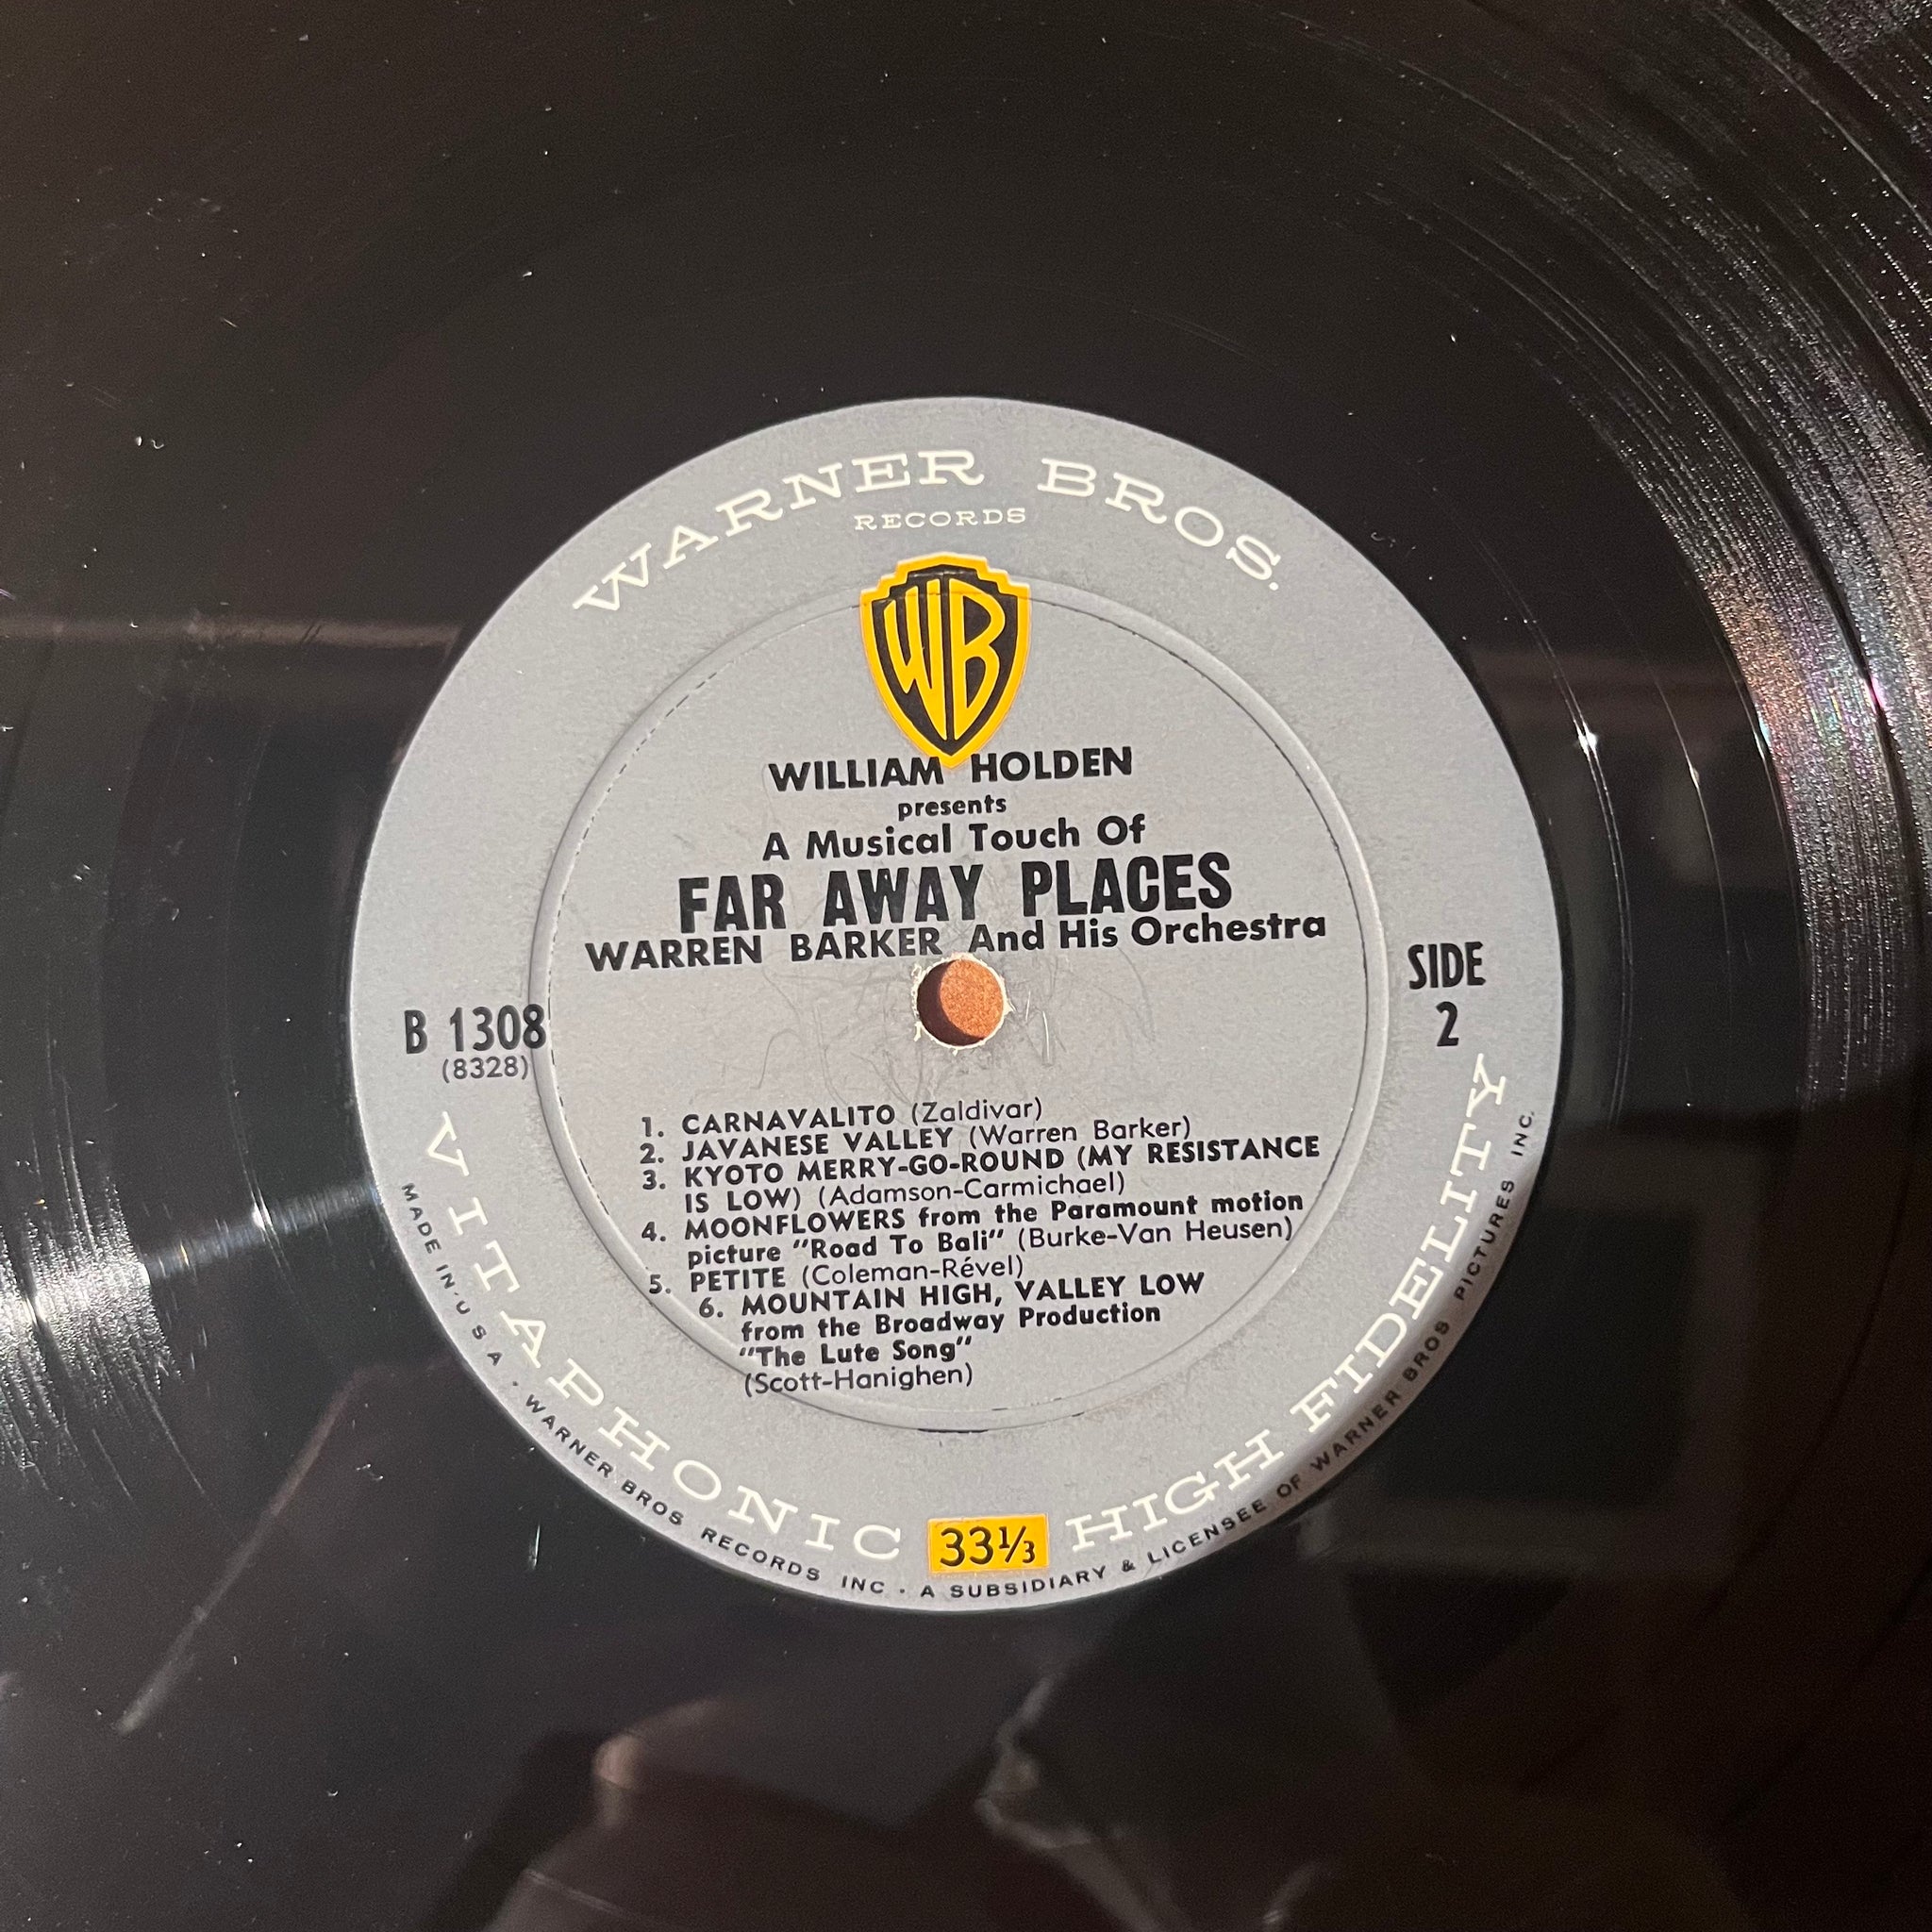 WARNER BROS.
RECORDS
WB
WILLIAM HOLDEN
presents
A Musical Touch Of
FAR AWAY PLACES
WARREN BARKER And His Orchestra
SIDE
2
B 1308
(8328)
1. CARNAVALITO (Zaldivar)
2. JAVANESE VALLEY (Warren Barker)
3. KYOTO MERRY-GO-ROUND (MY RESISTANCE
IS LOW) (Adamson-Carmichael)
4. MOONFLOWERS from the Paramount motion
picture "Road To Bali" (Burke-Van Heusen)
5. PETITE (Coleman-Révél)
6. MOUNTAIN HIGH, VALLEY LOW
from the Broadway Production
"The Lute Song"
(Scott-Hanighen)
VITAPHONIC 33⅓ HIGH FIDELITY
MADE IN U S A · WARNER BROS RECORDS INC · A SUBSIDIARY & LICENSEE OF WARNER BROS PICTURES INC.